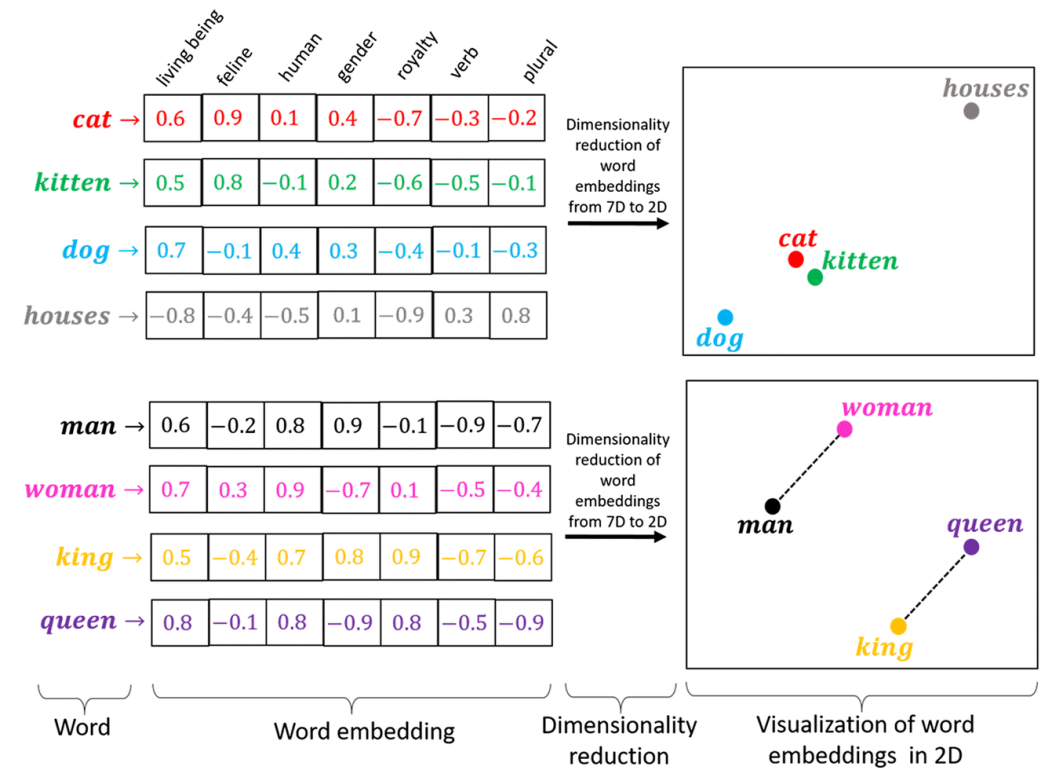 living being feline human gender royalty verb plural
cat → 0.6 0.9 0.1 0.4 −0.7 −0.3 −0.2
kitten → 0.5 0.8 −0.1 0.2 −0.6 −0.5 −0.1
dog → 0.7 −0.1 0.4 0.3 −0.4 −0.1 −0.3
houses → −0.8 −0.4 −0.5 0.1 −0.9 0.3 0.8
Dimensionality
reduction of
word
embeddings
from 7D to 2D
houses
cat
kitten
dog
man → 0.6 −0.2 0.8 0.9 −0.1 −0.9 −0.7
woman → 0.7 0.3 0.9 −0.7 0.1 −0.5 −0.4
king → 0.5 −0.4 0.7 0.8 0.9 −0.7 −0.6
queen → 0.8 −0.1 0.8 −0.9 0.8 −0.5 −0.9
Dimensionality
reduction of
word
embeddings
from 7D to 2D
woman
man
queen
king
Word
Word embedding
Dimensionality
reduction
Visualization of word
embeddings in 2D